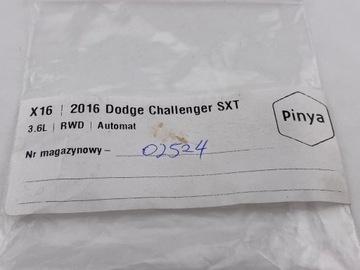 X16 | 2016 Dodge Challenger SXT
3.6L | RWD | Automat
Nr magazynowy – 02524
Pinya